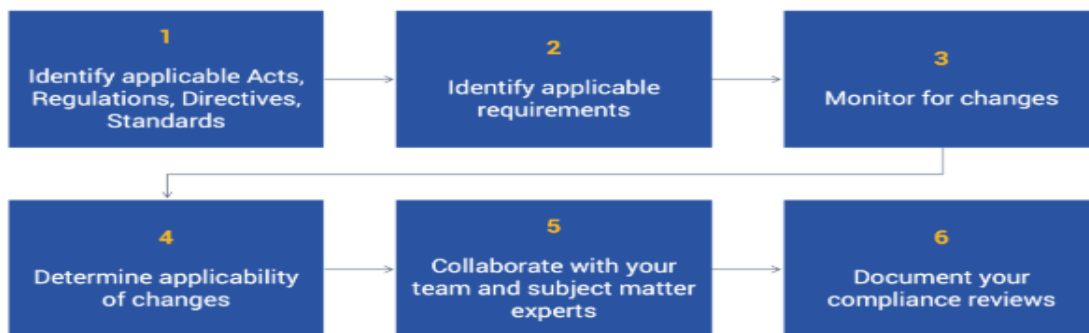 1
Identify applicable Acts,
Regulations, Directives,
Standards
2
Identify applicable
requirements
3
Monitor for changes
4
Determine applicability
of changes
5
Collaborate with your
team and subject matter
experts
6
Document your
compliance reviews